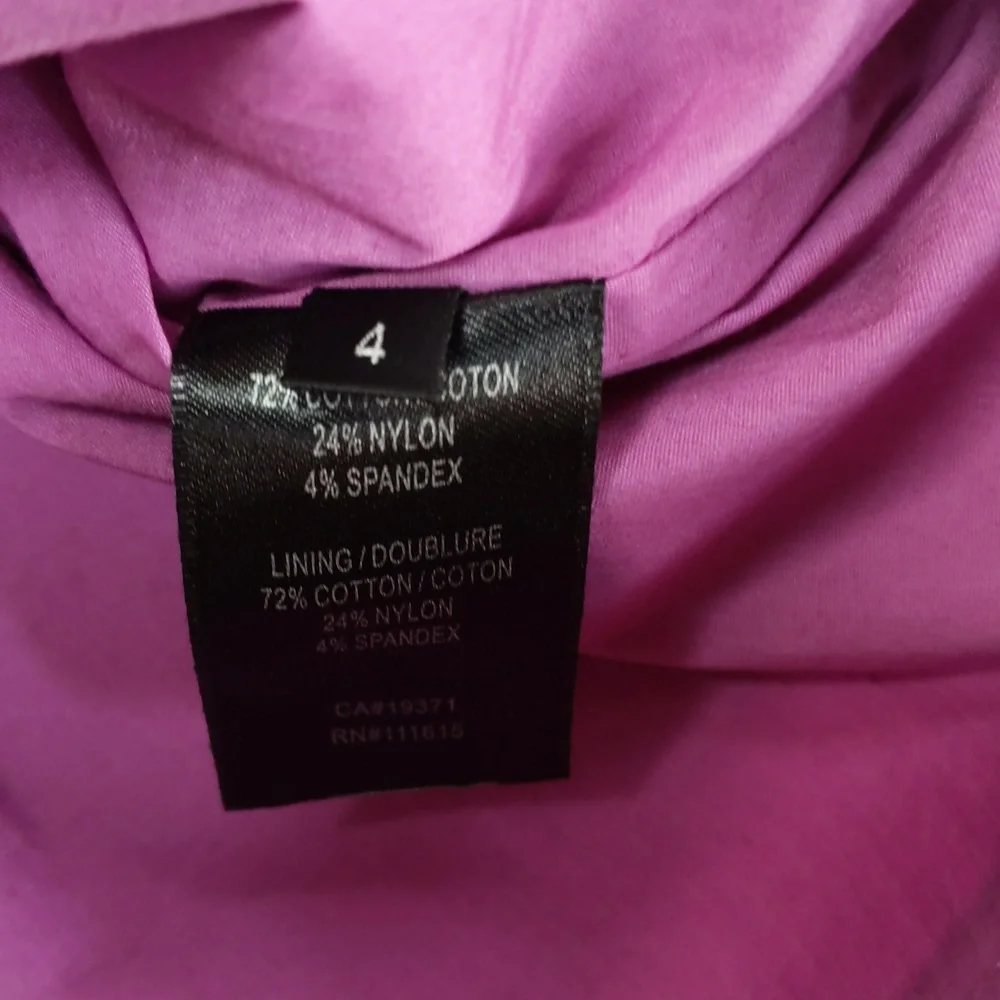 4
72% COTTON/COTON
24% NYLON
4% SPANDEX
LINING / DOUBLURE
72% COTTON / COTON
24% NYLON
4% SPANDEX
CA#19371
RN#111615